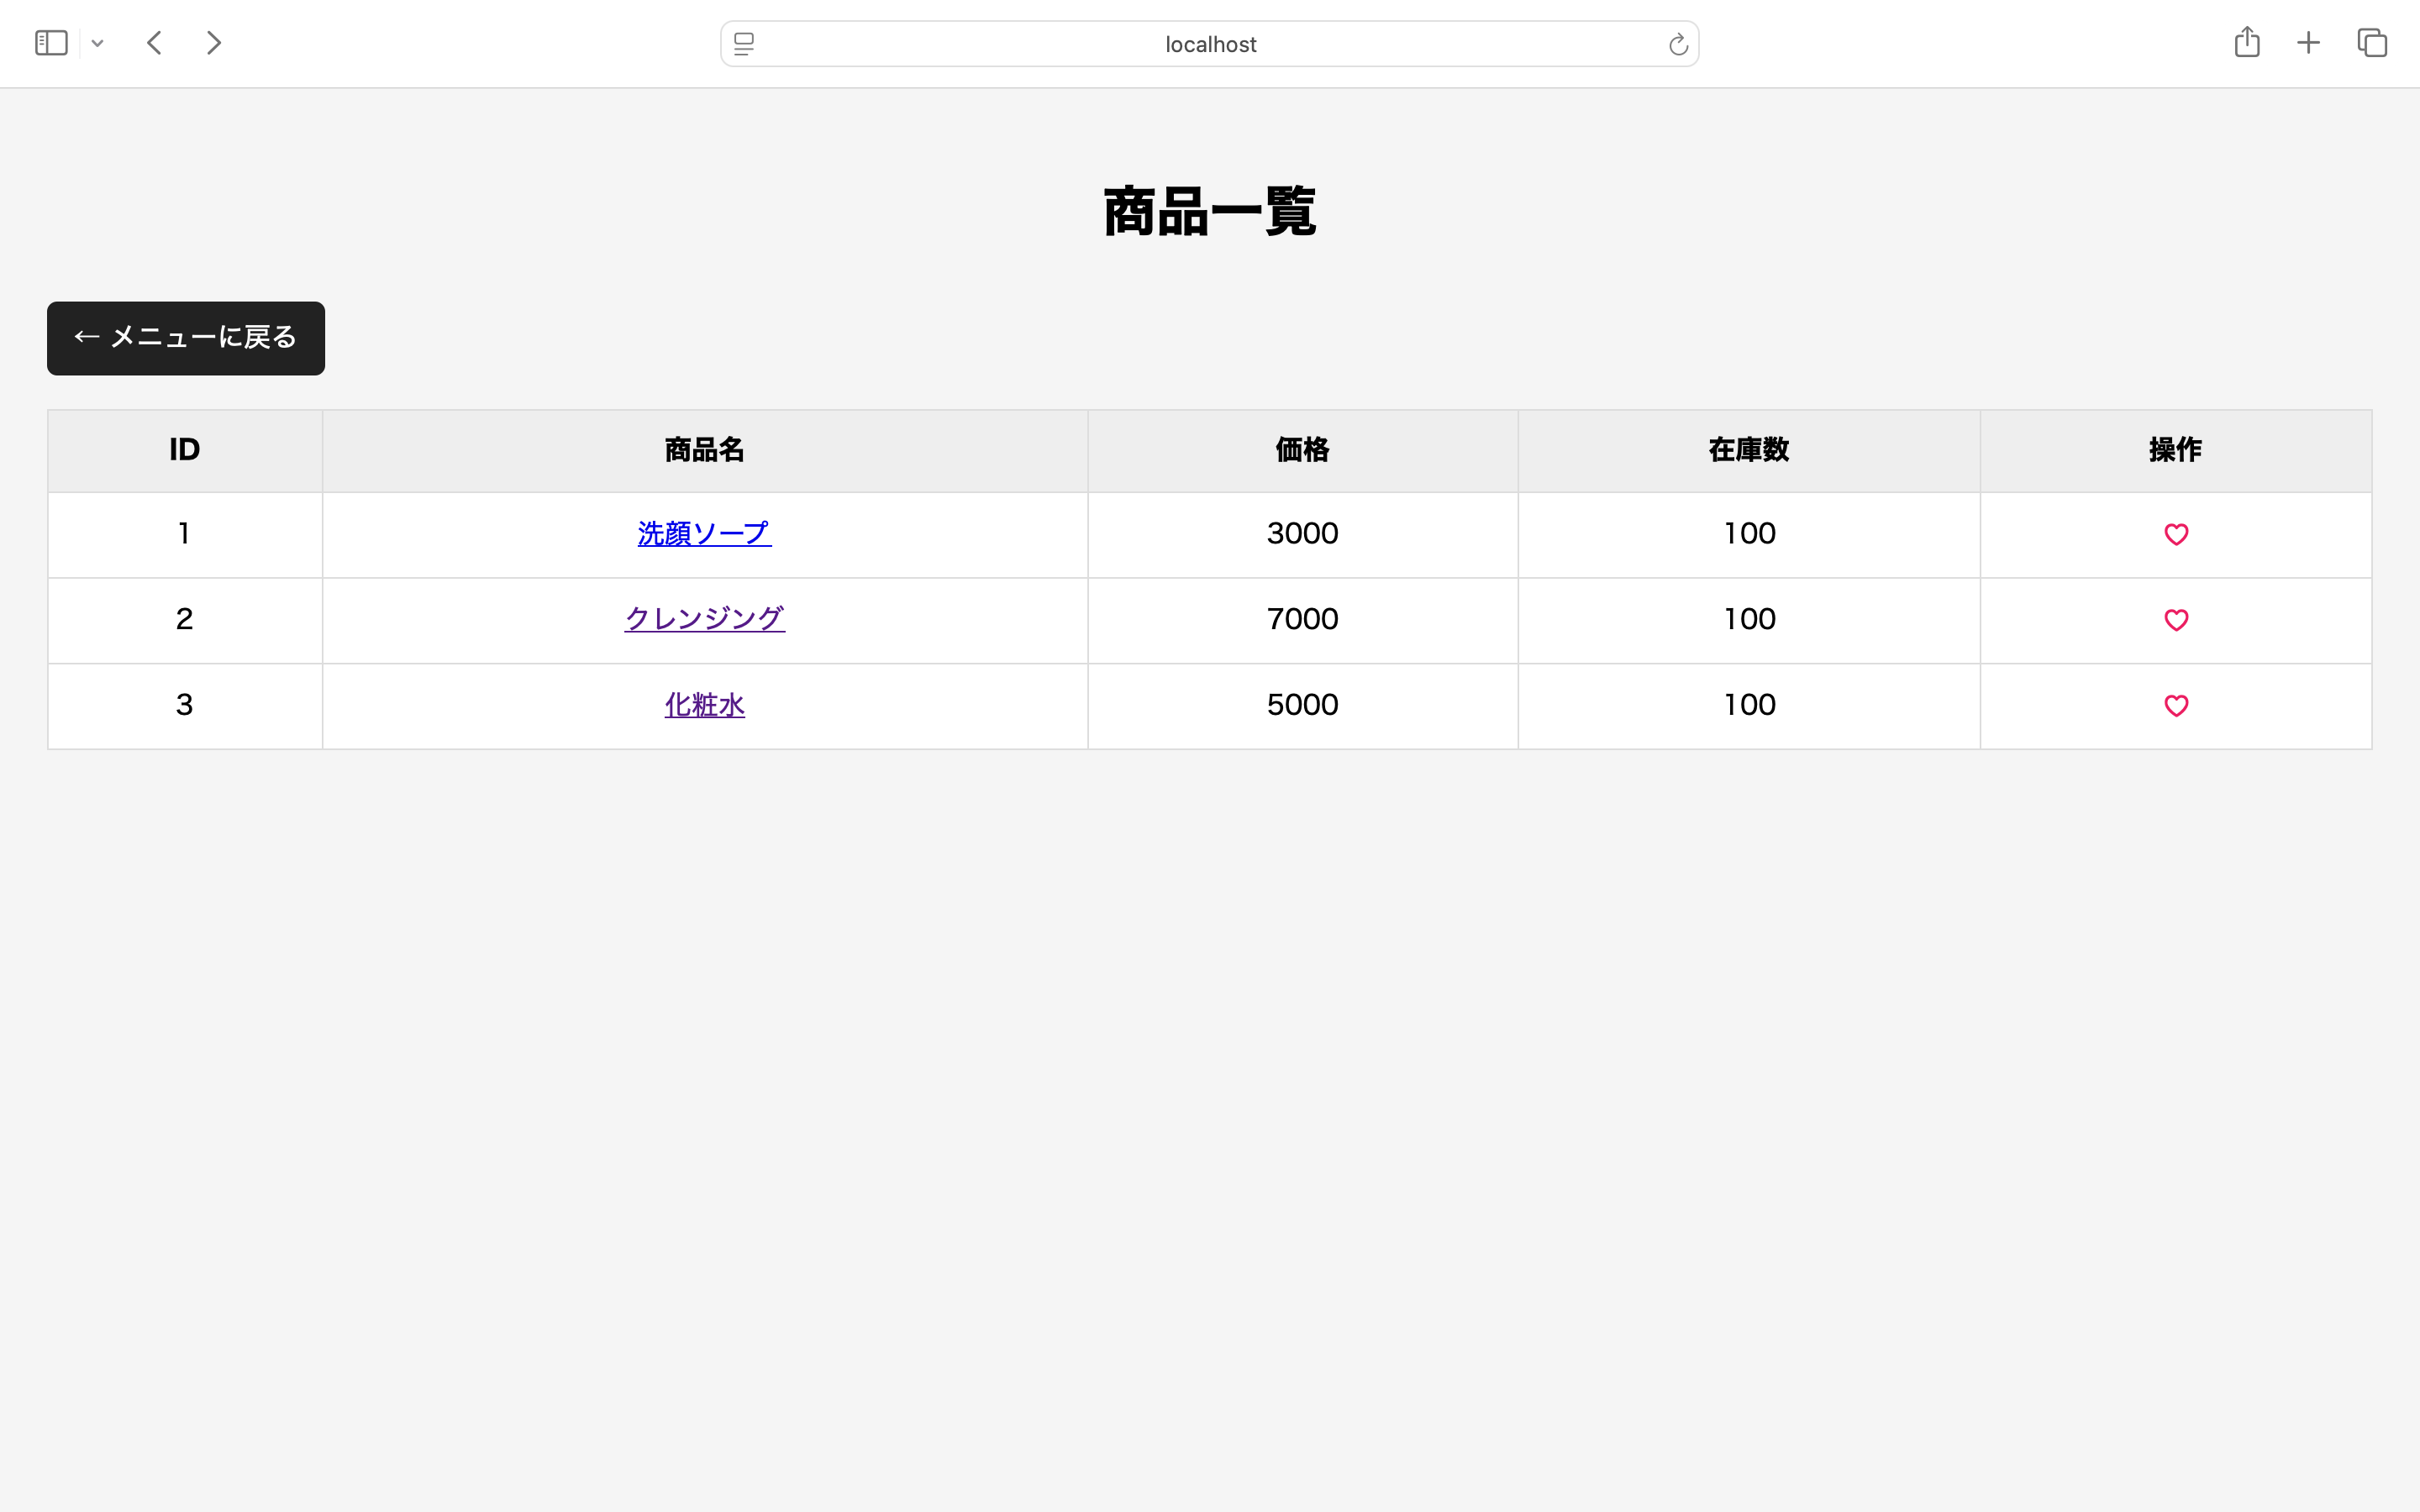 localhost
商品一覧
← メニューに戻る
ID 商品名 価格 在庫数 操作
1 洗顔ソープ 3000 100 ♡
2 クレンジング 7000 100 ♡
3 化粧水 5000 100 ♡